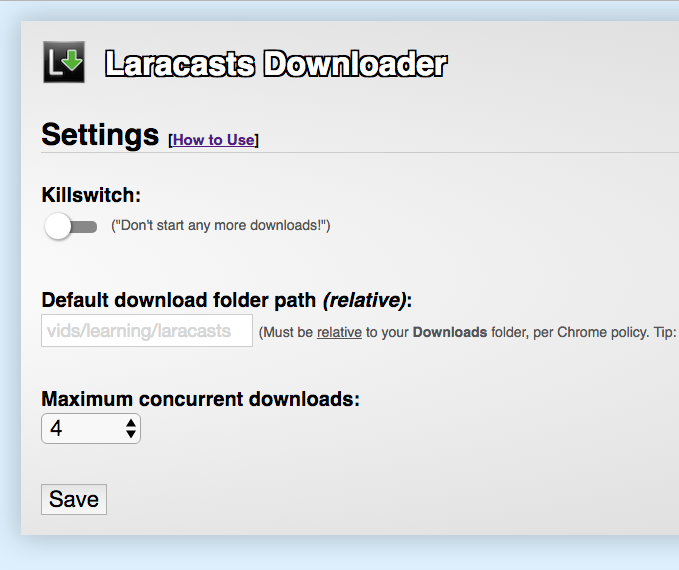 L
Laracasts Downloader
Settings [How to Use]
Killswitch:
("Don't start any more downloads!")
Default download folder path (relative):
vids/learning/laracasts (Must be relative to your Downloads folder, per Chrome policy. Tip:
Maximum concurrent downloads:
4
Save